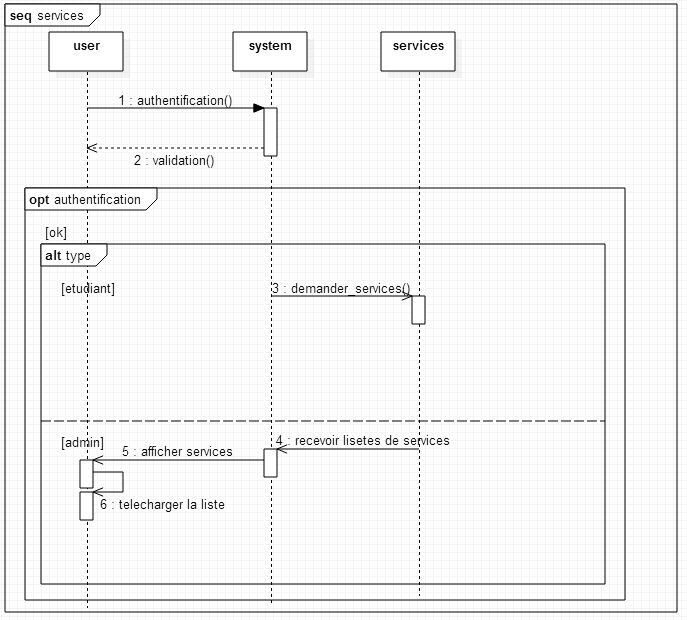 seq services
user
system
services
1 : authentification()
2 : validation()
opt authentification
[ok]
alt type
[etudiant]
3 : demander_services()
[admin]
4 : recevoir lisetes de services
5 : afficher services
6 : telecharger la liste